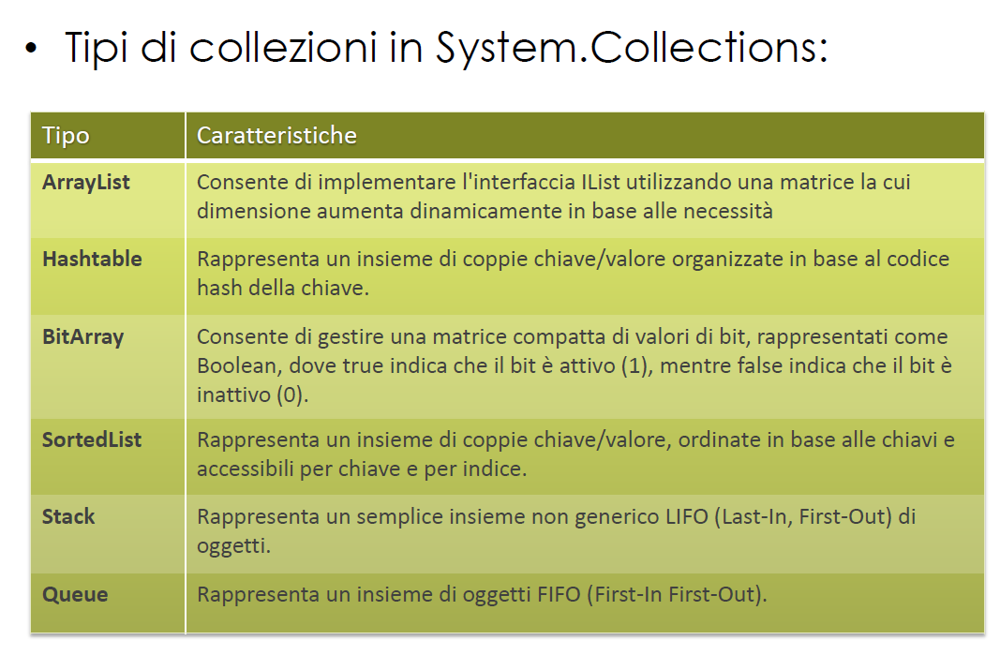 • Tipi di collezioni in System.Collections:
Tipo
Caratteristiche
ArrayList
Consente di implementare l'interfaccia IList utilizzando una matrice la cui
dimensione aumenta dinamicamente in base alle necessità
Hashtable
Rappresenta un insieme di coppie chiave/valore organizzate in base al codice
hash della chiave.
BitArray
Consente di gestire una matrice compatta di valori di bit, rappresentati come
Boolean, dove true indica che il bit è attivo (1), mentre false indica che il bit è
inattivo (0).
SortedList
Rappresenta un insieme di coppie chiave/valore, ordinate in base alle chiavi e
accessibili per chiave e per indice.
Stack
Rappresenta un semplice insieme non generico LIFO (Last-In, First-Out) di
oggetti.
Queue
Rappresenta un insieme di oggetti FIFO (First-In First-Out).